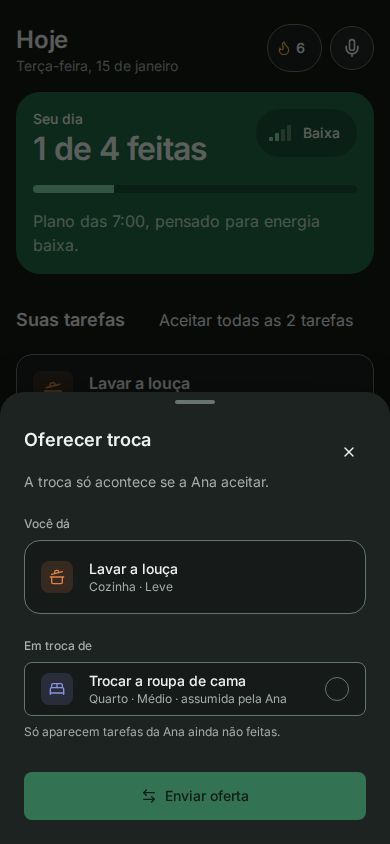 Hoje
6
Terça-feira, 15 de janeiro
Seu dia
Baixa
1 de 4 feitas
Plano das 7:00, pensado para energia
baixa.
Suas tarefas
Aceitar todas as 2 tarefas
Lavar a louça
Oferecer troca
A troca só acontece se a Ana aceitar.
Você dá
Lavar a louça
Cozinha · Leve
Em troca de
Trocar a roupa de cama
Quarto · Médio · assumida pela Ana
Só aparecem tarefas da Ana ainda não feitas.
Enviar oferta